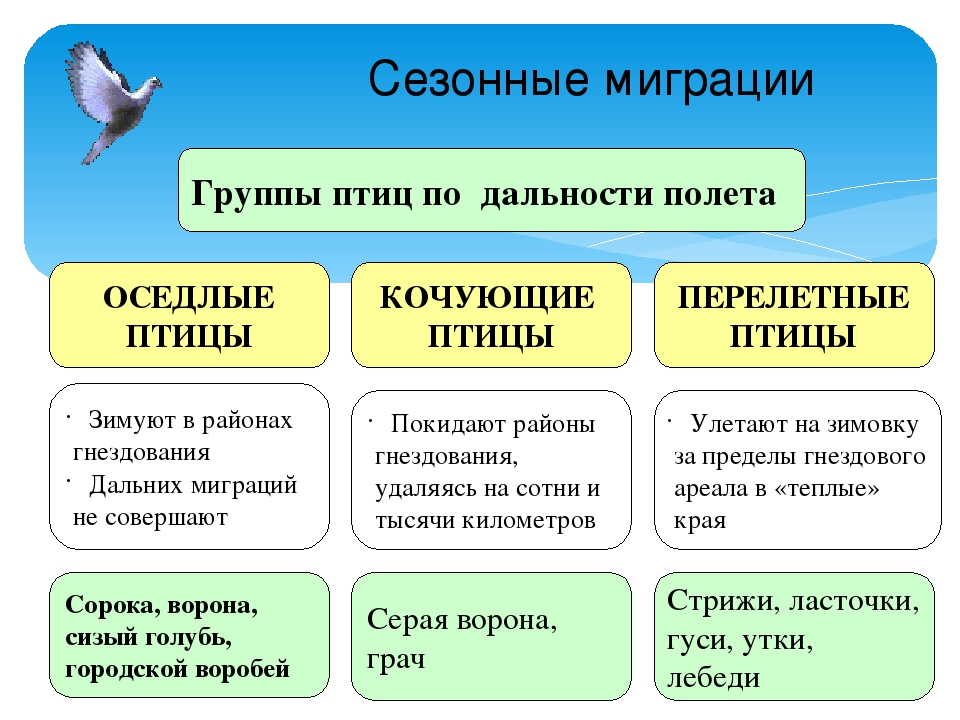 Сезонные миграции
Группы птиц по дальности полета
ОСЕДЛЫЕ
ПТИЦЫ
· Зимуют в районах
гнездования
· Дальних миграций
не совершают
Сорока, ворона,
сизый голубь,
городской воробей
КОЧУЮЩИЕ
ПТИЦЫ
· Покидают районы
гнездования,
удаляясь на сотни и
тысячи километров
Серая ворона,
грач
ПЕРЕЛЕТНЫЕ
ПТИЦЫ
· Улетают на зимовку
за пределы гнездового
ареала в «теплые»
края
Стрижи, ласточки,
гуси, утки,
лебеди